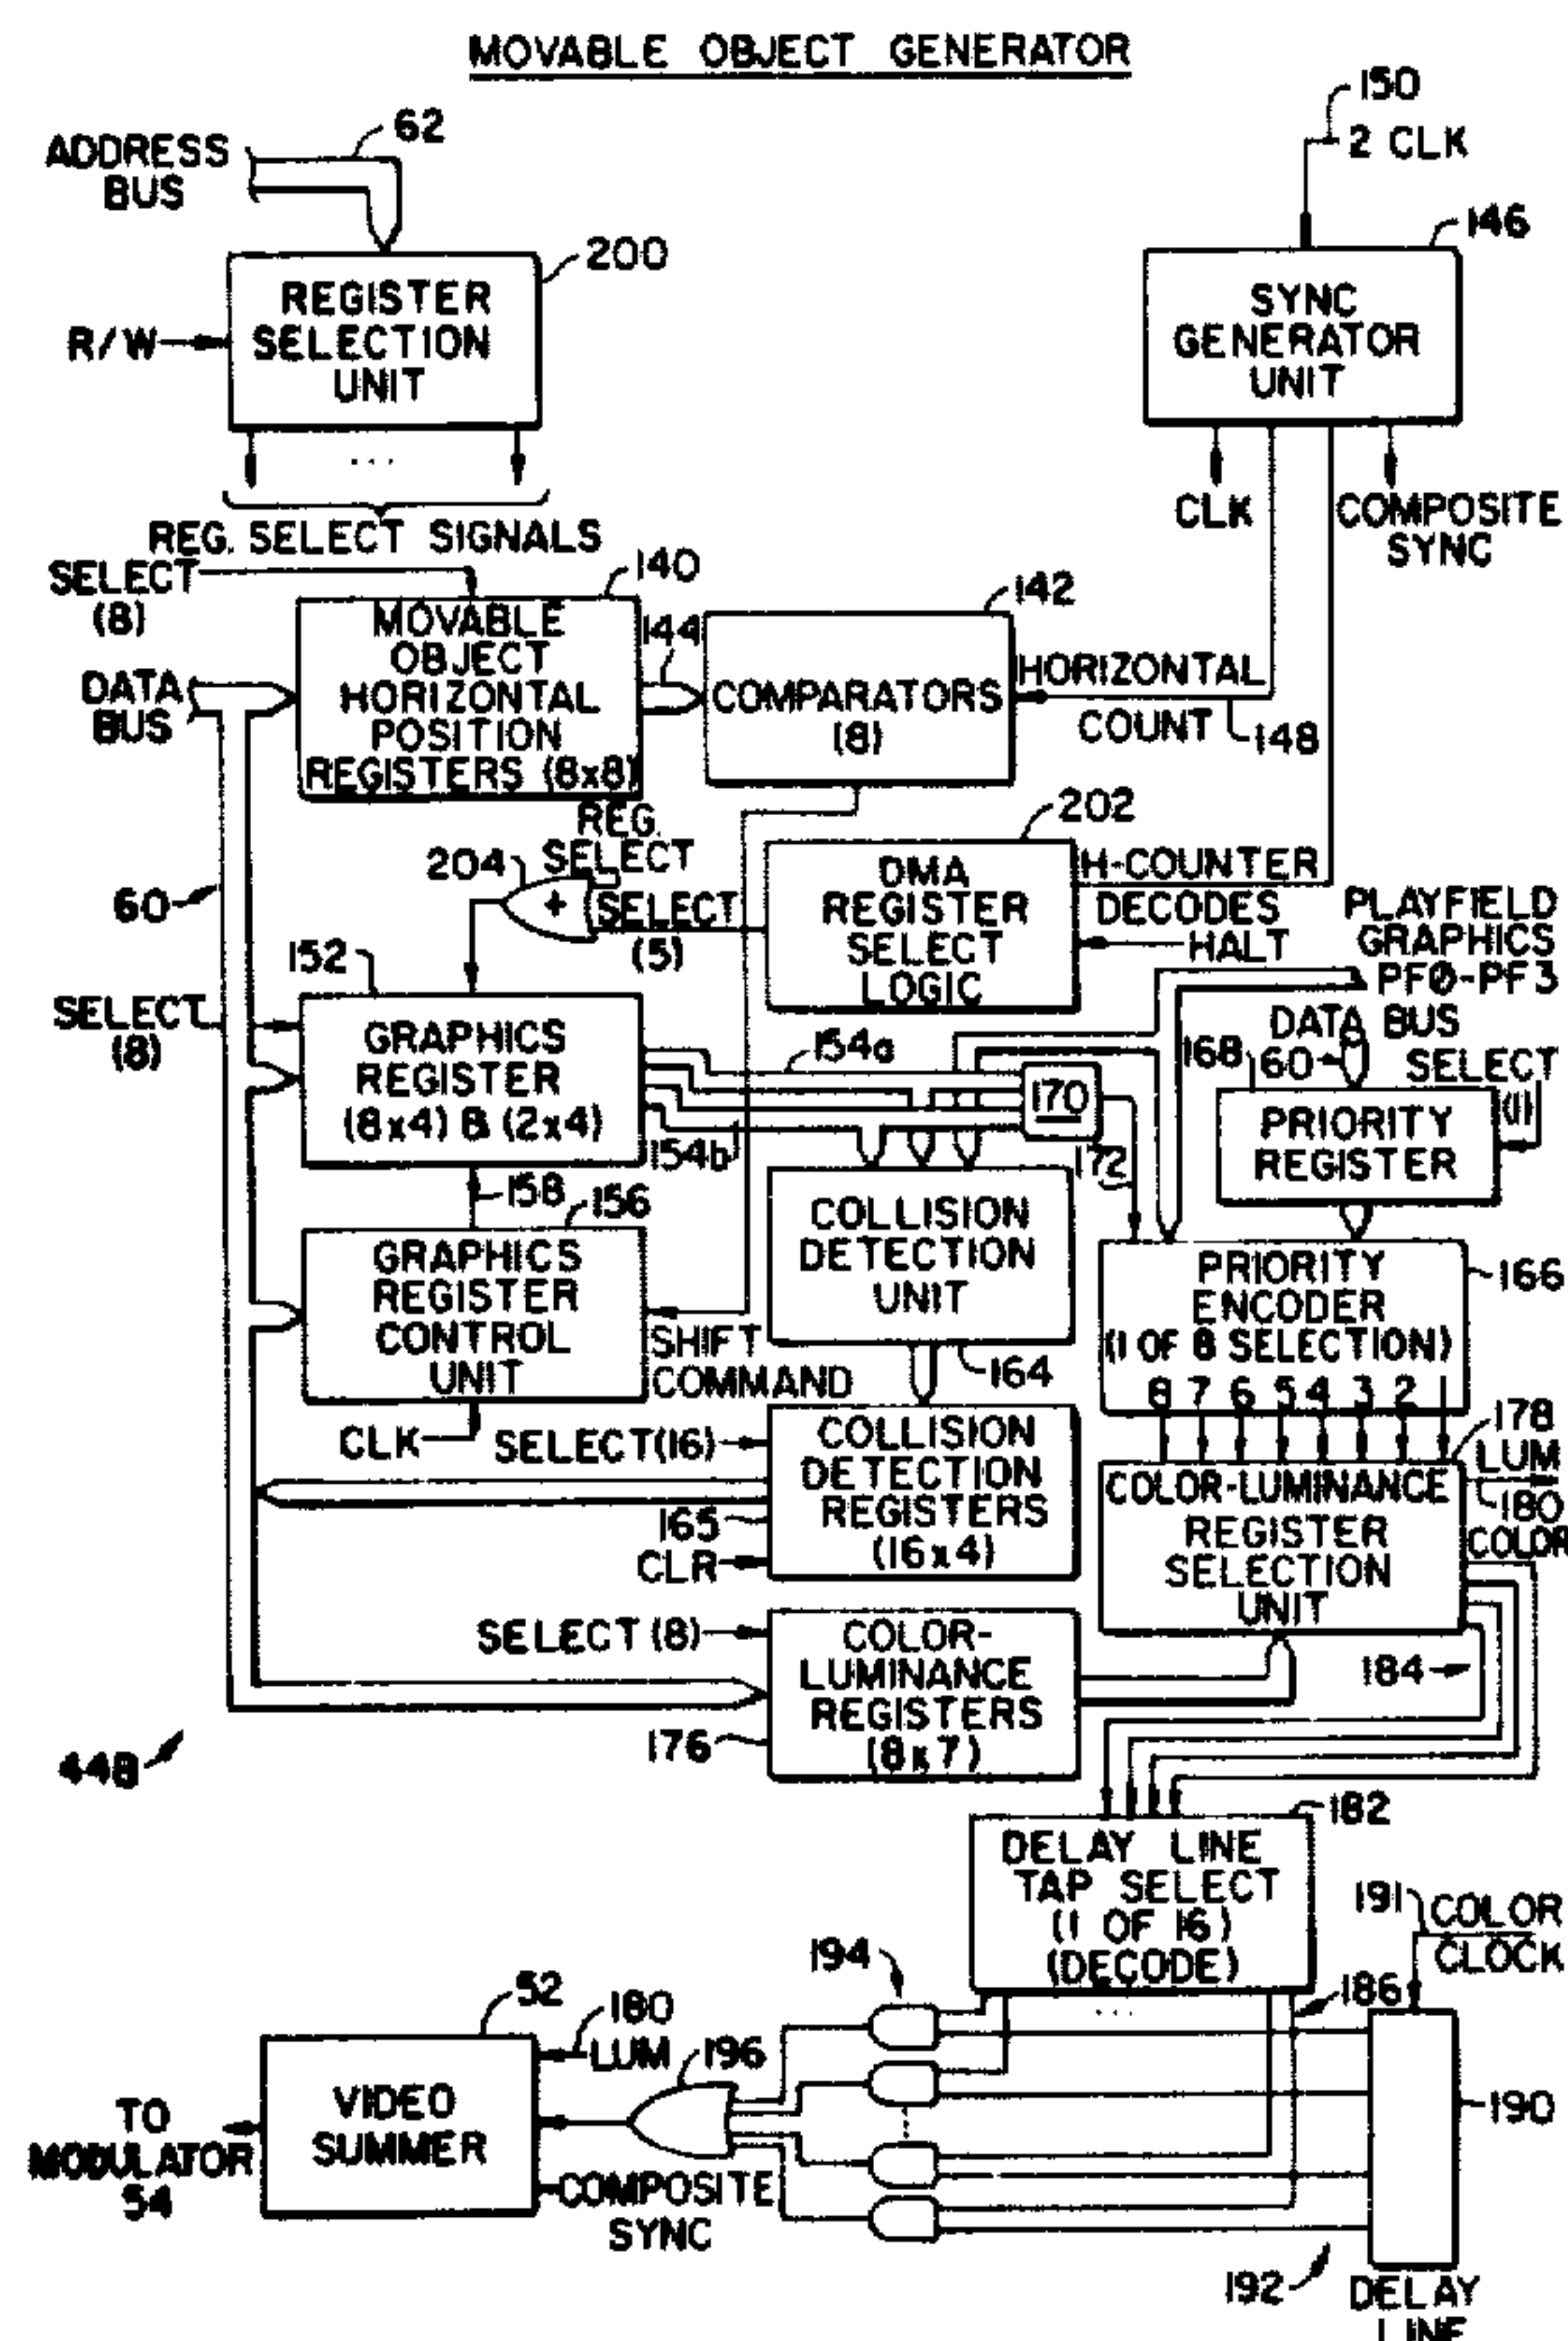 MOVABLE OBJECT GENERATOR
150
2 CLK
62
ADDRESS
BUS
200
146
REGISTER
SELECTION
UNIT
R/W
SYNC
GENERATOR
UNIT
...
CLK
COMPOSITE
SYNC
REG. SELECT SIGNALS
SELECT
(8)
140
142
MOVABLE
OBJECT
HORIZONTAL
POSITION
REGISTERS (8x8)
144
DATA
BUS
COMPARATORS
(8)
HORIZONTAL
COUNT
148
REG.
SELECT
204
+
SELECT
(5)
202
DMA
REGISTER
SELECT
LOGIC
H-COUNTER
DECODES
HALT
60
PLAYFIELD
GRAPHICS
PF0-PF3
152
SELECT
(8)
GRAPHICS
REGISTER
(8x4) & (2x4)
154a
154b
170
172
DATA BUS
168
60
SELECT
(1)
PRIORITY
REGISTER
158
156
GRAPHICS
REGISTER
CONTROL
UNIT
COLLISION
DETECTION
UNIT
164
SHIFT
COMMAND
PRIORITY
ENCODER
(1 OF 8 SELECTION)
8 7 6 5 4 3 2
166
CLK
SELECT(16)
COLLISION
DETECTION
REGISTERS
(16x4)
165
CLR
178
LUM
180
COLOR
COLOR-LUMINANCE
REGISTER
SELECTION
UNIT
SELECT (8)
COLOR-
LUMINANCE
REGISTERS
(8x7)
176
184
448
182
DELAY LINE
TAP SELECT
(1 OF 16)
(DECODE)
191
COLOR
CLOCK
194
...
186
52
180
LUM
196
VIDEO
SUMMER
TO
MODULATOR
54
COMPOSITE
SYNC
190
192
DELAY
LINE